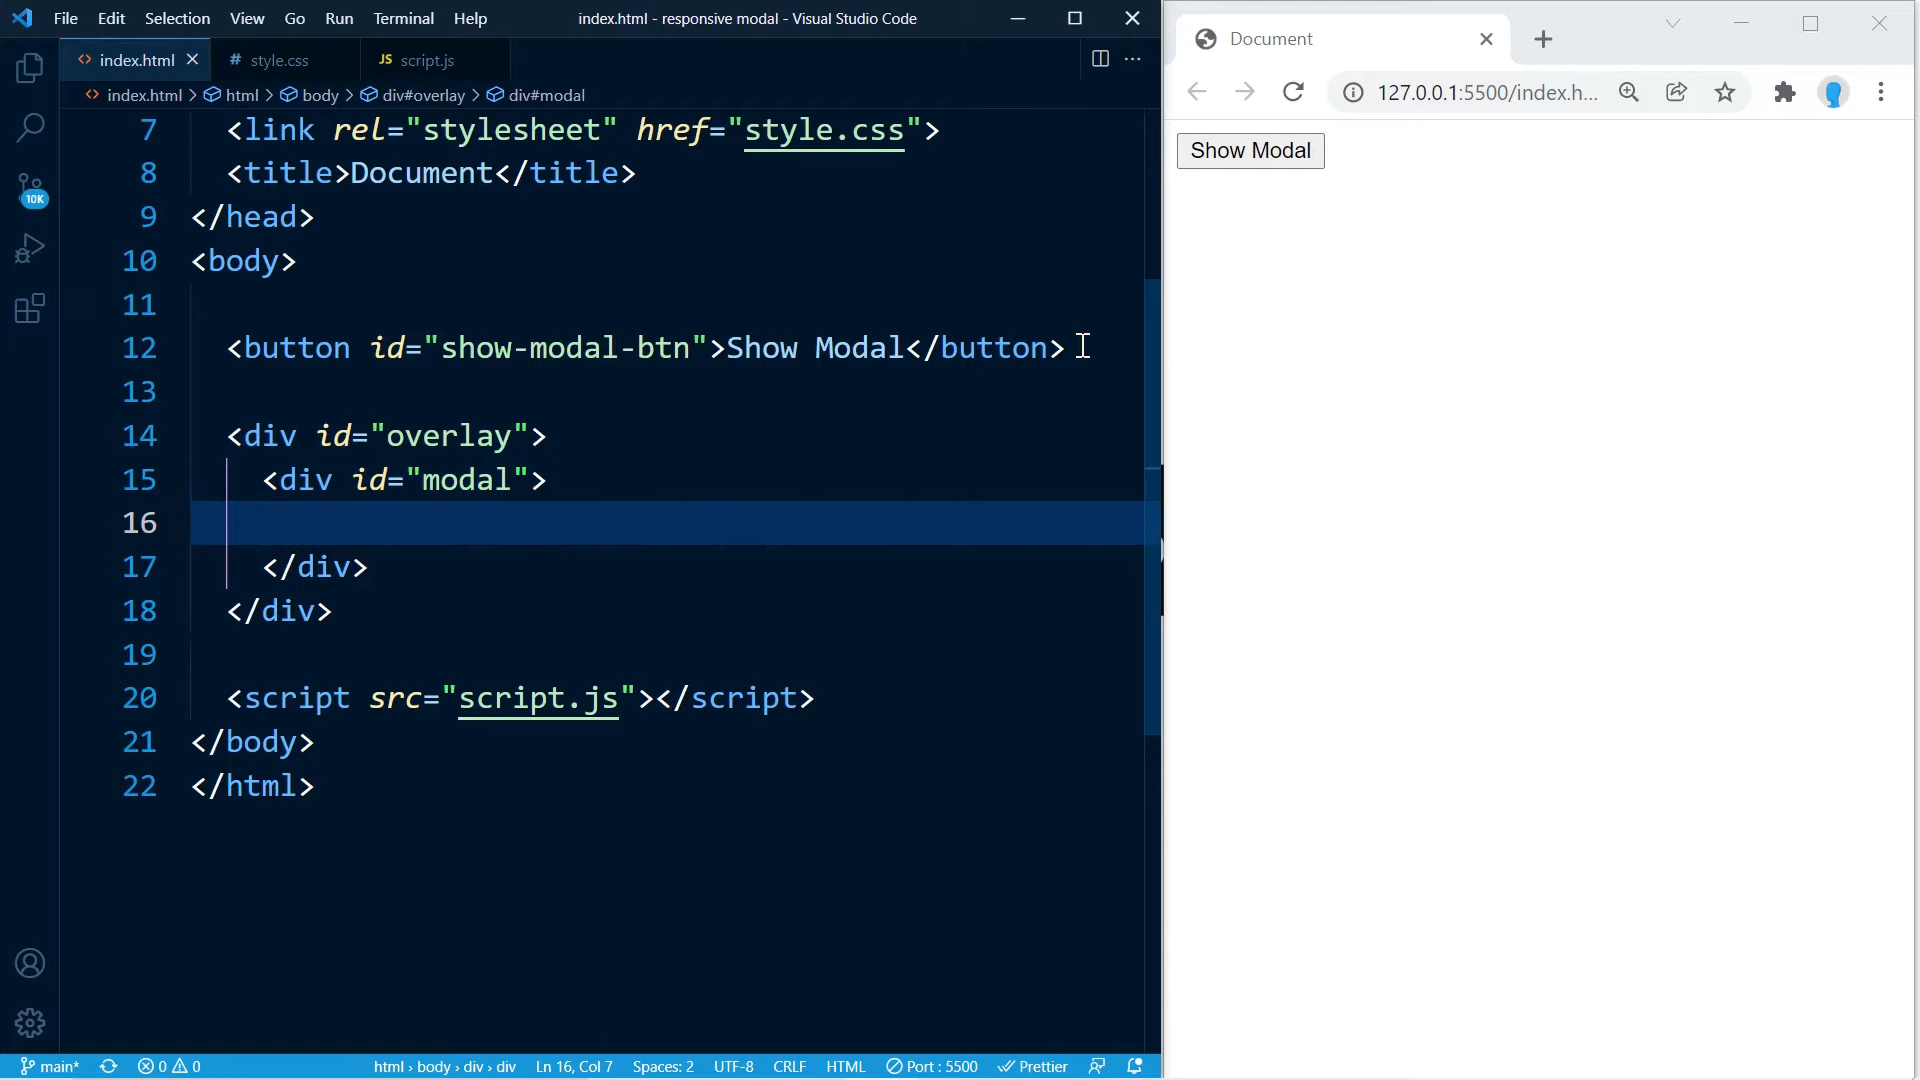 File Edit Selection View Go Run Terminal Help index.html - responsive modal - Visual Studio Code
index.html # style.css JS script.js
index.html > html > body > div#overlay > div#modal
10K
7 <link rel="stylesheet" href="style.css">
8 <title>Document</title>
9 </head>
10 <body>
11
12 <button id="show-modal-btn">Show Modal</button>
13
14 <div id="overlay">
15 <div id="modal">
16
17 </div>
18 </div>
19
20 <script src="script.js"></script>
21 </body>
22 </html>
main* 0 0 html › body › div › div Ln 16, Col 7 Spaces: 2 UTF-8 CRLF HTML Port : 5500 Prettier
Document
127.0.0.1:5500/index.h...
Show Modal